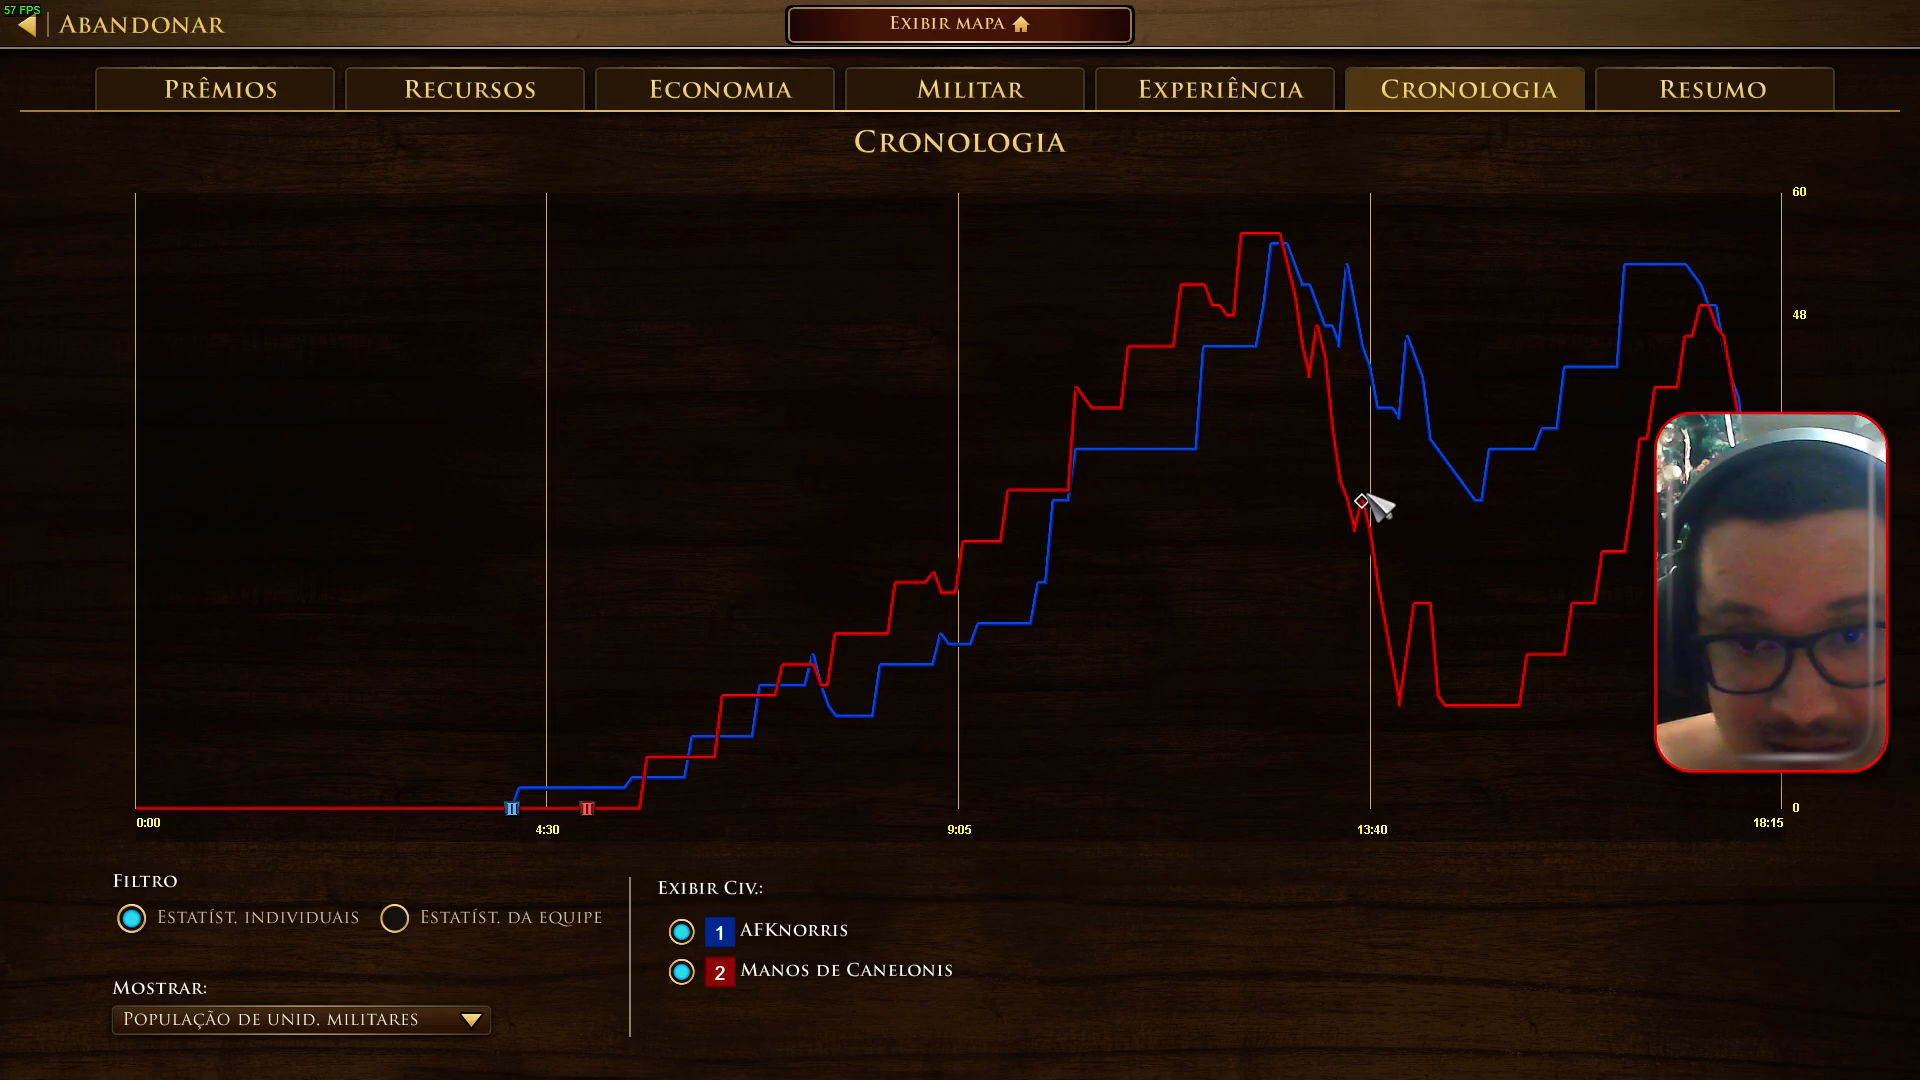 57 FPS
Abandonar
Exibir mapa
Prêmios
Recursos
Economia
Militar
Experiência
Cronologia
Resumo
Cronologia
60
48
0
0:00
4:30
9:05
13:40
18:15
II
II
Filtro
Estatíst. individuais
Estatíst. da equipe
Mostrar:
População de unid. militares
Exibir Civ.:
1 AFKnorris
2 Manos de Canelonis